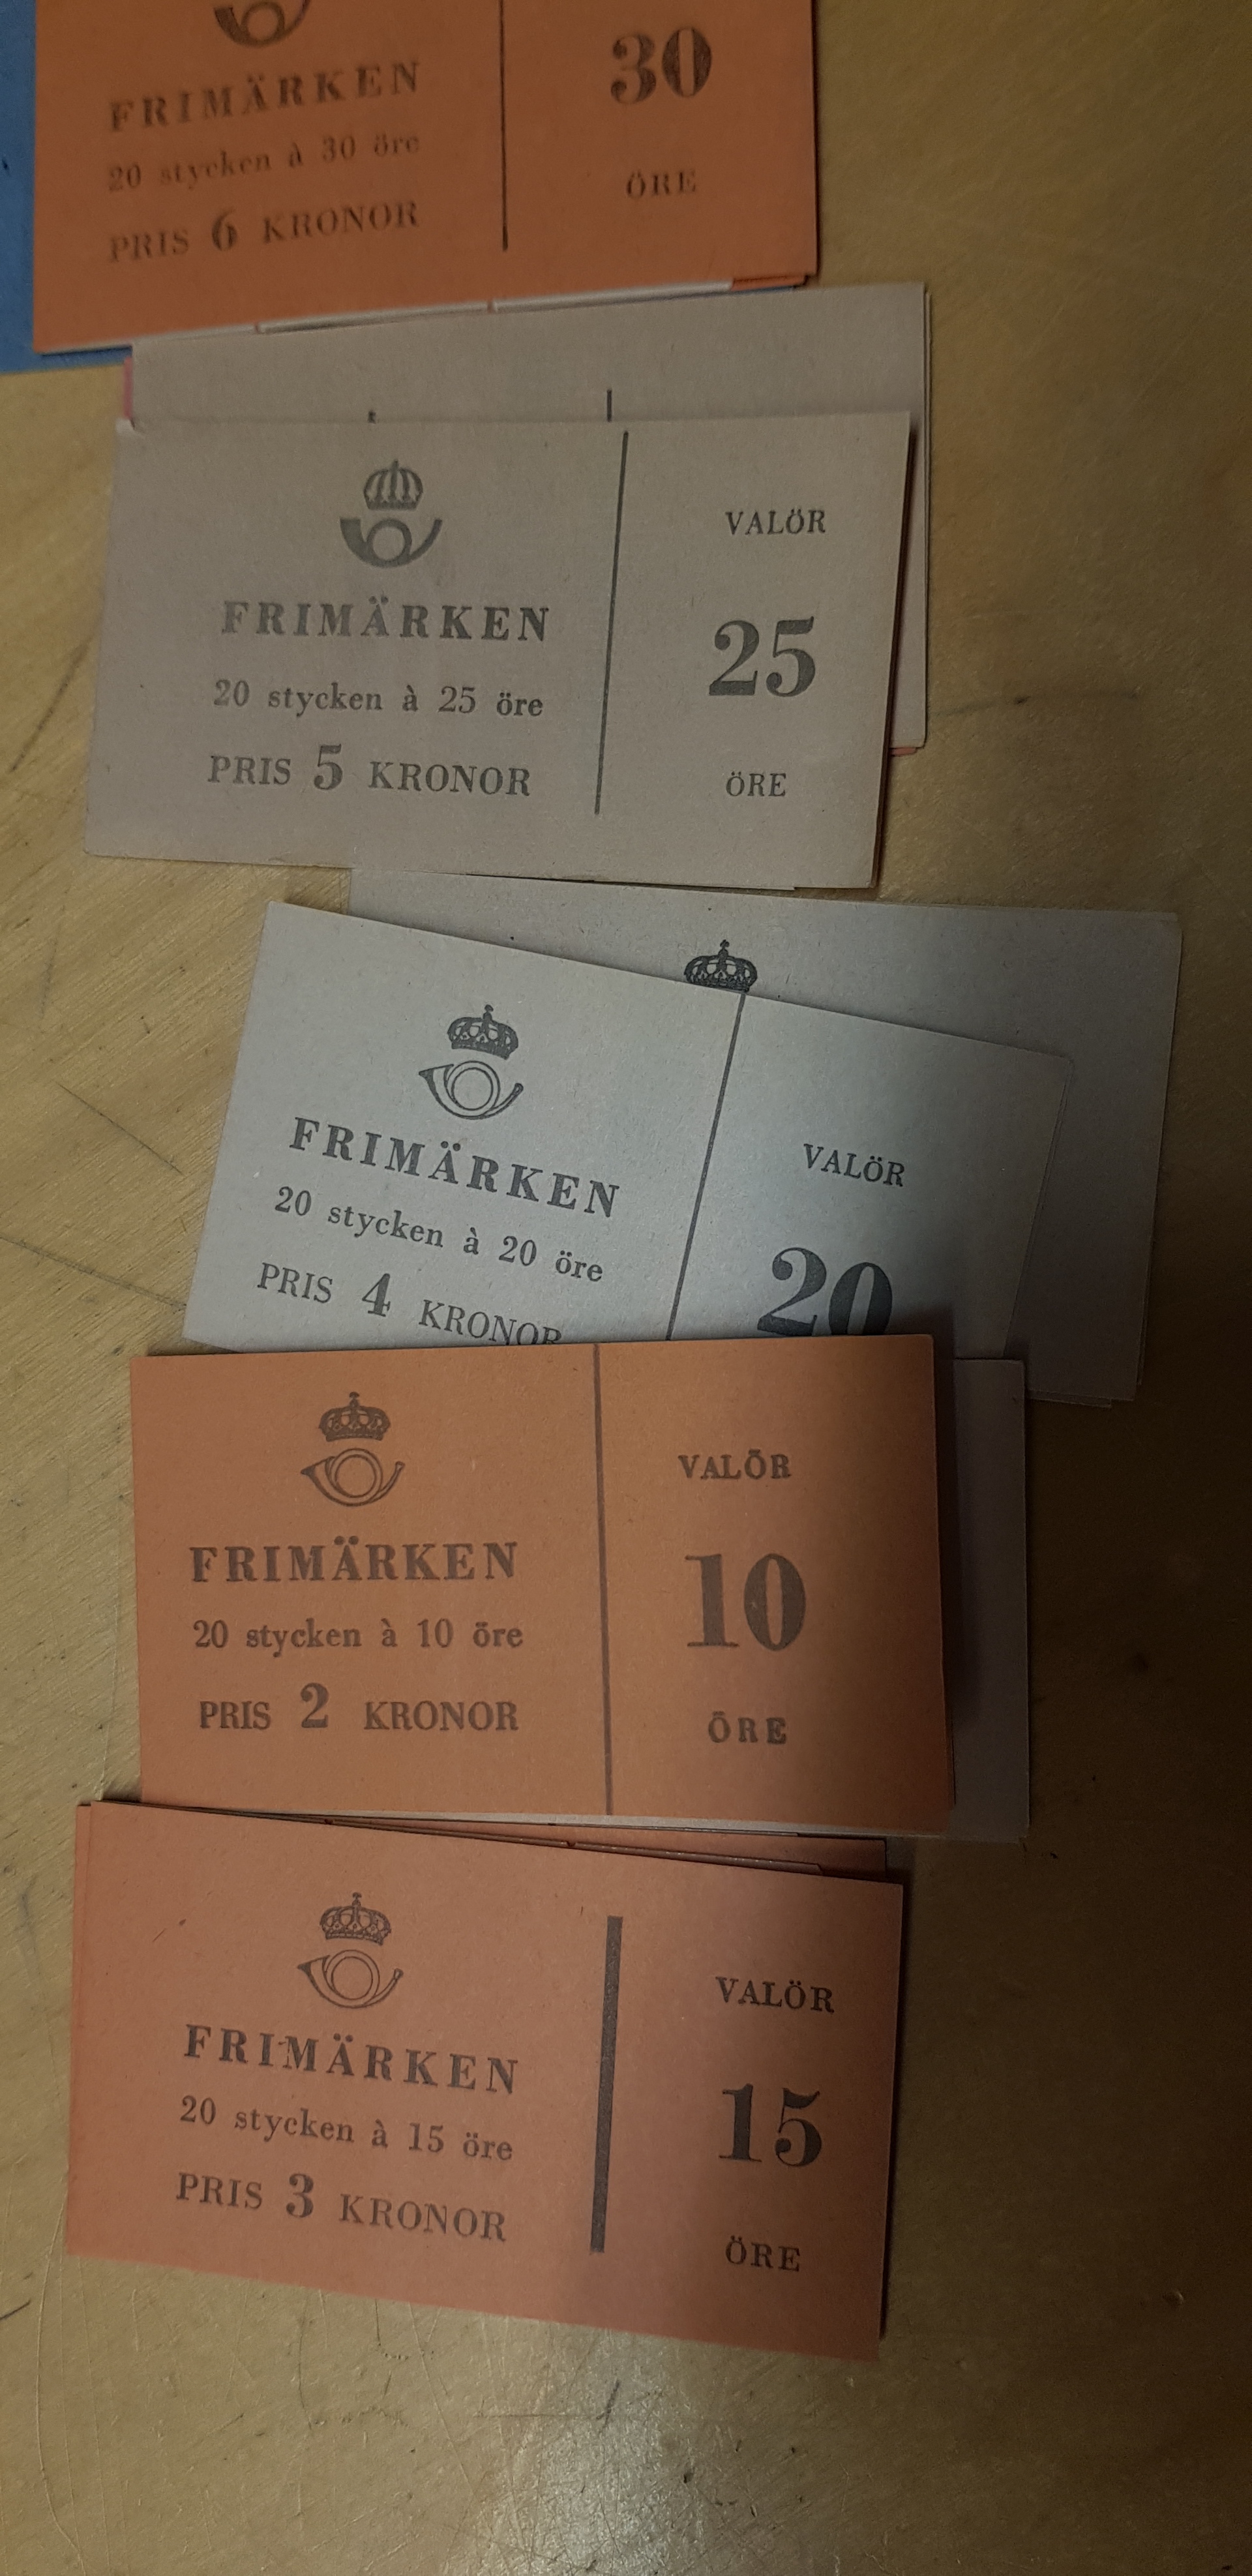 FRIMÄRKEN
20 stycken à 30 öre
PRIS 6 KRONOR
30
ÖRE
FRIMÄRKEN
20 stycken à 25 öre
PRIS 5 KRONOR
VALÖR
25
ÖRE
FRIMÄRKEN
20 stycken à 20 öre
PRIS 4 KRONOR
VALÖR
20
FRIMÄRKEN
20 stycken à 10 öre
PRIS 2 KRONOR
VALÖR
10
ÖRE
FRIMÄRKEN
20 stycken à 15 öre
PRIS 3 KRONOR
VALÖR
15
ÖRE